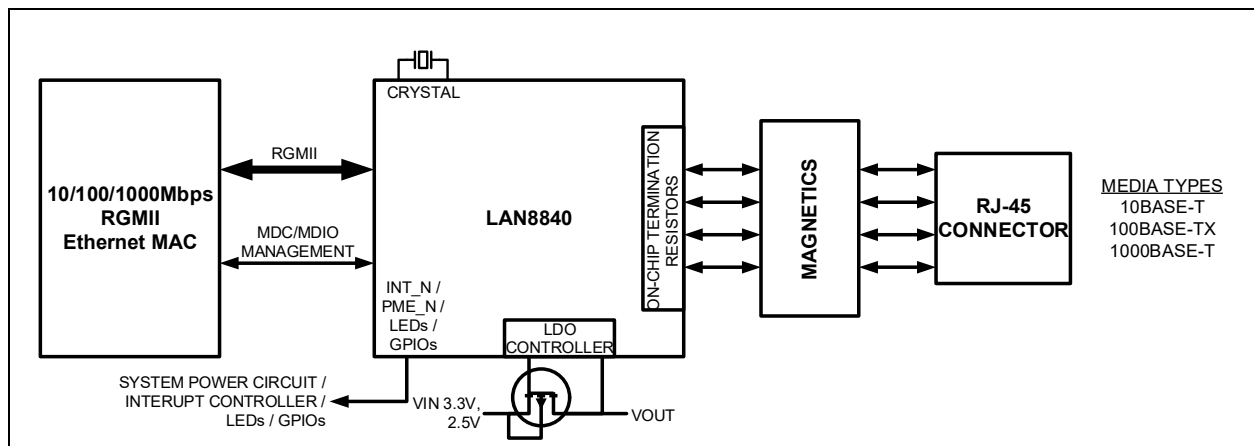 CRYSTAL
RGMII
10/100/1000Mbps
RGMII
Ethernet MAC
MDC/MDIO
MANAGEMENT
LAN8840
INT_N /
PME_N /
LEDs /
GPIOs
ON-CHIP TERMINATION
RESISTORS
LDO
CONTROLLER
SYSTEM POWER CIRCUIT /
INTERUPT CONTROLLER /
LEDs / GPIOs
VIN 3.3V,
2.5V
VOUT
MAGNETICS
RJ-45
CONNECTOR
MEDIA TYPES
10BASE-T
100BASE-TX
1000BASE-T